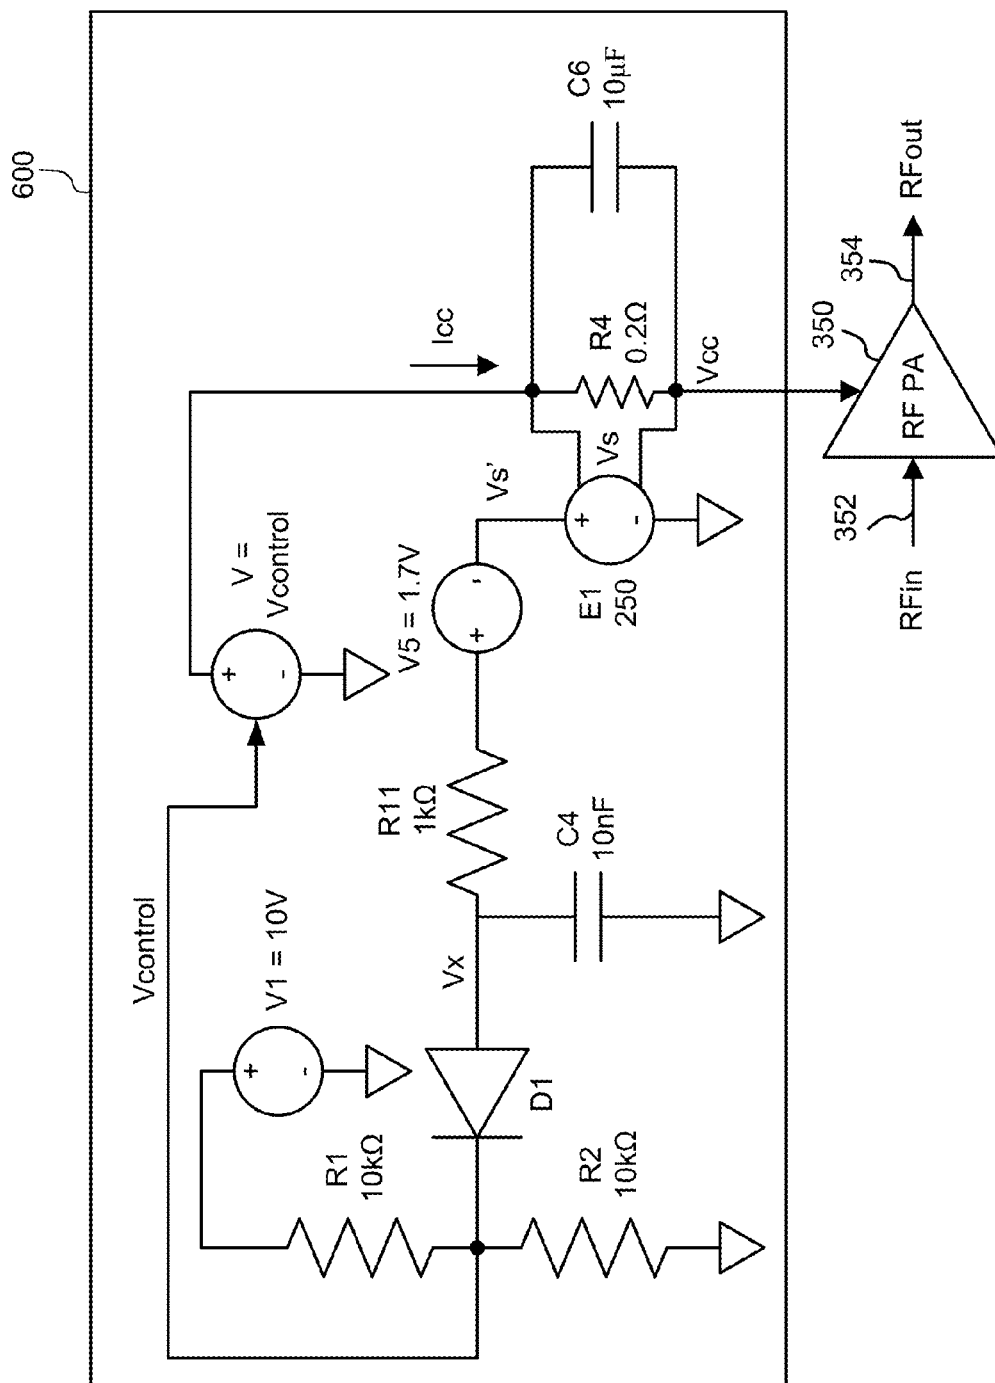 600
Vcontrol
V1 = 10V
V =
Vcontrol
Icc
R1
10kΩ
+
-
+
-
V5 = 1.7V
+
-
Vs'
R11
1kΩ
Vx
D1
R2
10kΩ
C4
10nF
E1
250
+
-
Vs
R4
0.2Ω
C6
10µF
Vcc
RFin
352
RF PA
350
354
RFout